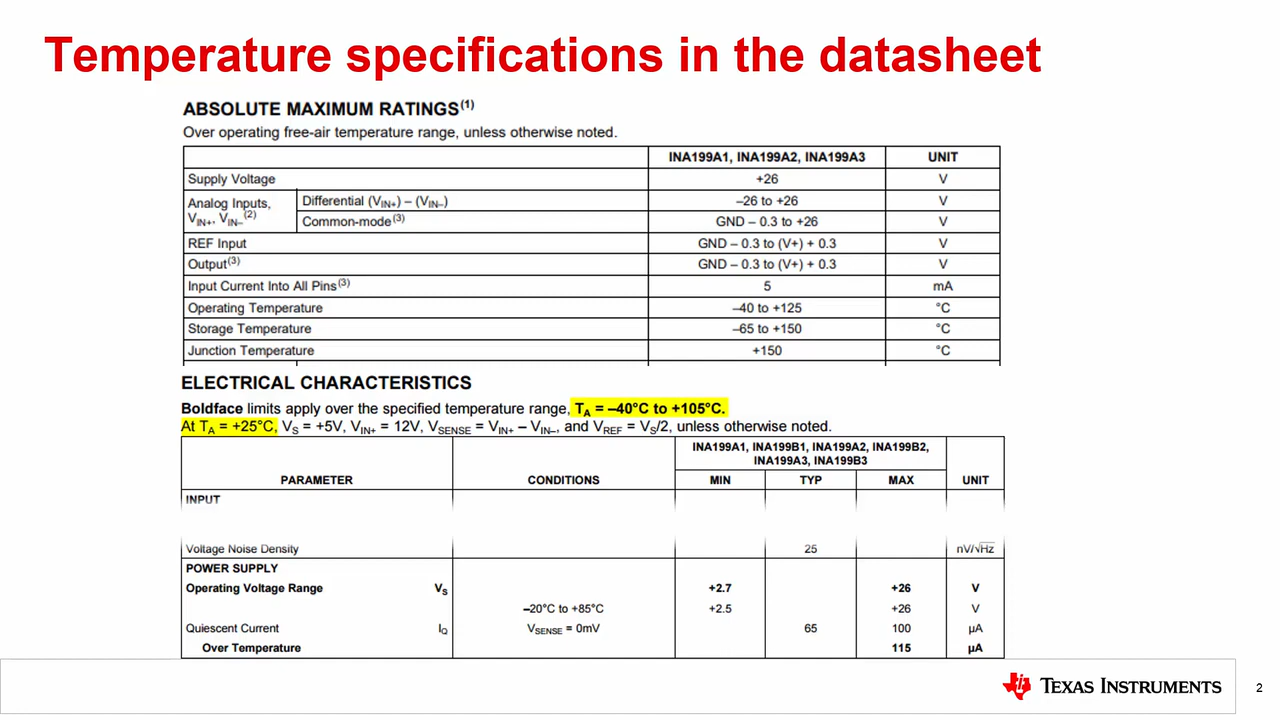 Temperature specifications in the datasheet
ABSOLUTE MAXIMUM RATINGS(1)
Over operating free-air temperature range, unless otherwise noted.
INA199A1, INA199A2, INA199A3 UNIT
Supply Voltage +26 V
Analog Inputs, VIN+, VIN–(2) Differential (VIN+) – (VIN–) –26 to +26 V
Common-mode(3) GND – 0.3 to +26 V
REF Input GND – 0.3 to (V+) + 0.3 V
Output(3) GND – 0.3 to (V+) + 0.3 V
Input Current Into All Pins(3) 5 mA
Operating Temperature –40 to +125 °C
Storage Temperature –65 to +150 °C
Junction Temperature +150 °C
ELECTRICAL CHARACTERISTICS
Boldface limits apply over the specified temperature range, TA = –40°C to +105°C.
At TA = +25°C, VS = +5V, VIN+ = 12V, VSENSE = VIN+ – VIN–, and VREF = VS/2, unless otherwise noted.
INA199A1, INA199B1, INA199A2, INA199B2,
INA199A3, INA199B3
PARAMETER CONDITIONS MIN TYP MAX UNIT
INPUT
Voltage Noise Density 25 nV/√Hz
POWER SUPPLY
Operating Voltage Range VS +2.7 +26 V
–20°C to +85°C +2.5 +26 V
Quiescent Current IQ VSENSE = 0mV 65 100 µA
Over Temperature 115 µA
TEXAS INSTRUMENTS 2